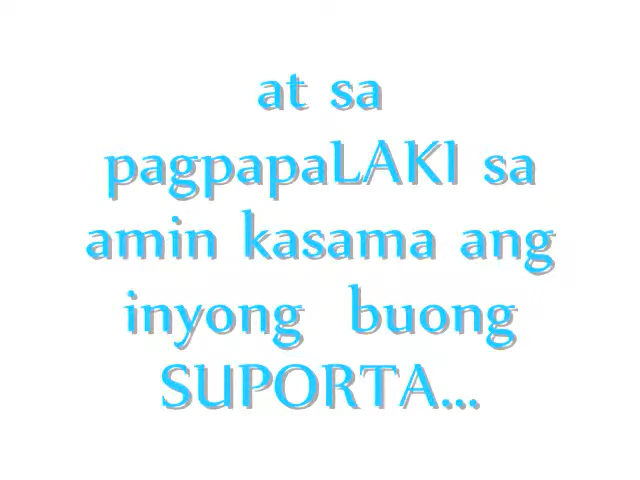 at sa
pagpapaLAKI sa
amin kasama ang
inyong buong
SUPORTA...